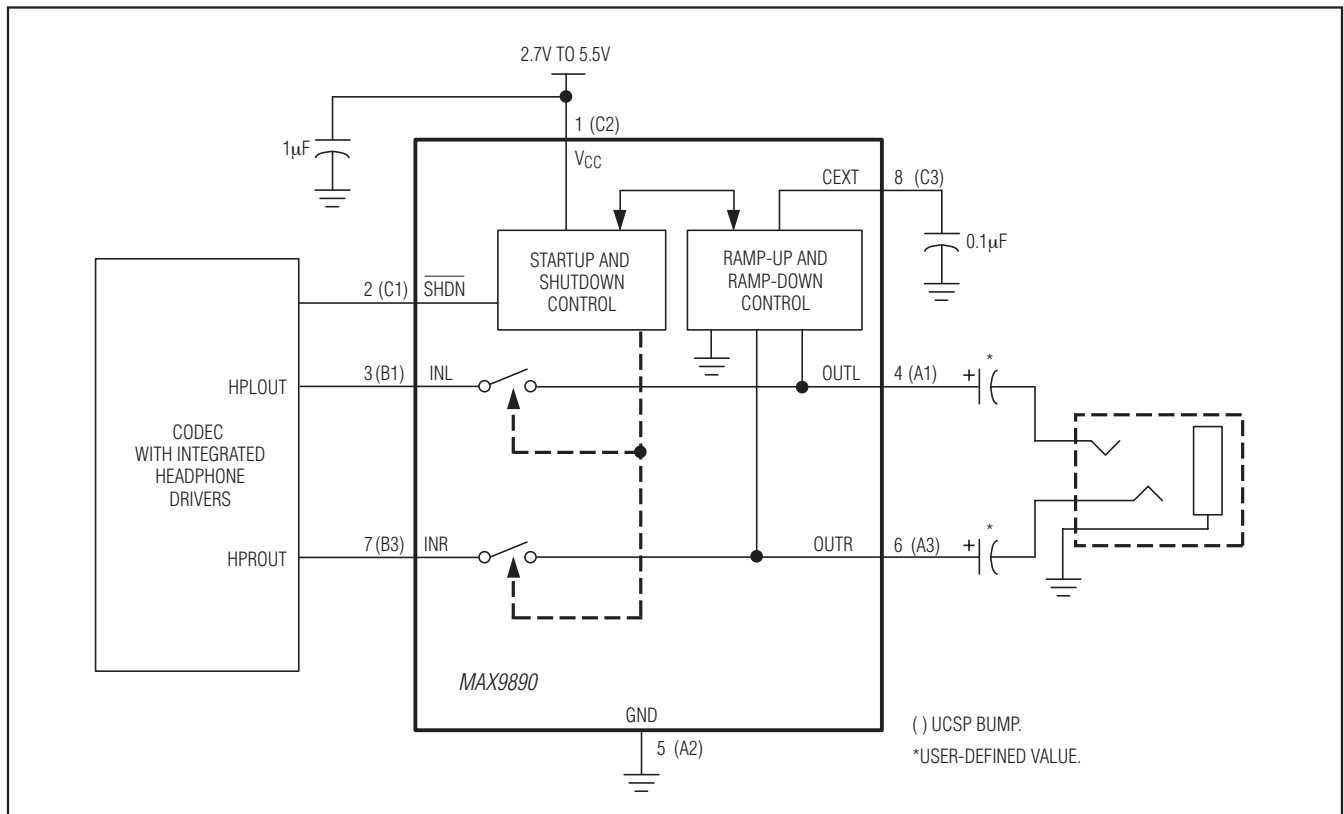 2.7V TO 5.5V
1 (C2)
1μF
VCC
CEXT
8 (C3)
0.1μF
STARTUP AND
SHUTDOWN
CONTROL
RAMP-UP AND
RAMP-DOWN
CONTROL
2 (C1)
SHDN
HPLOUT
3 (B1)
INL
OUTL
4 (A1)
+
*
CODEC
WITH INTEGRATED
HEADPHONE
DRIVERS
HPROUT
7 (B3)
INR
OUTR
6 (A3)
+
*
MAX9890
GND
5 (A2)
( ) UCSP BUMP.
*USER-DEFINED VALUE.